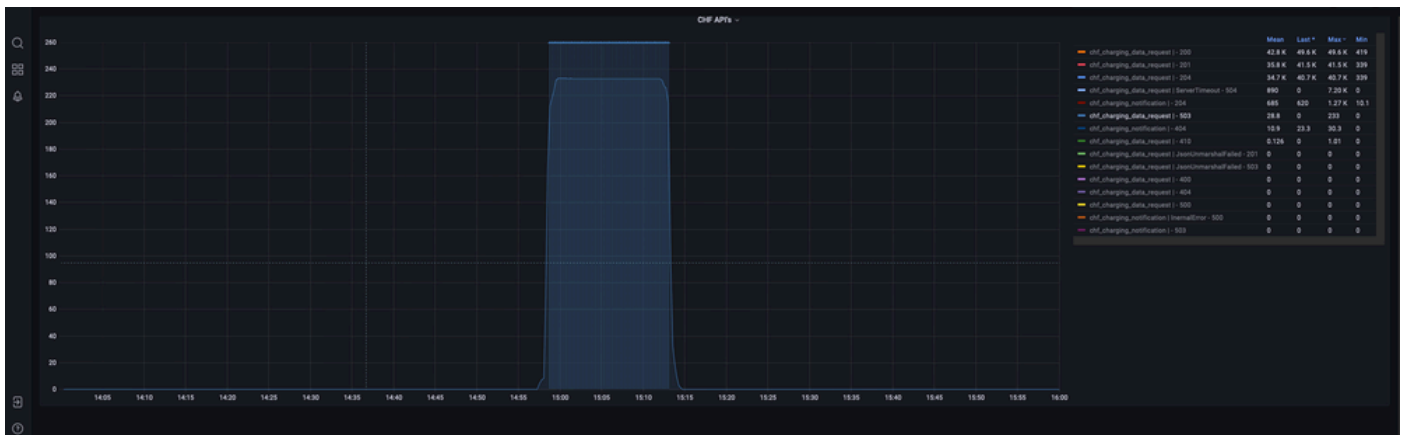 CHF API's
260
240
220
200
180
160
140
120
100
80
60
40
20
0
14:05 14:10 14:15 14:20 14:25 14:30 14:35 14:40 14:45 14:50 14:55 15:00 15:05 15:10 15:15 15:20 15:25 15:30 15:35 15:40 15:45 15:50 15:55 16:00
Mean Last * Max Min
chf_charging_data_request | - 200 42.8 K 49.6 K 49.6 K 419
chf_charging_data_request | - 201 35.8 K 41.5 K 41.5 K 339
chf_charging_data_request | - 204 34.7 K 40.7 K 40.7 K 339
chf_charging_data_request | ServerTimeout - 504 890 0 7.20 K 0
chf_charging_notification | - 204 685 620 1.27 K 10.1
chf_charging_data_request | - 503 28.8 0 233 0
chf_charging_notification | - 404 10.9 23.3 30.3 0
chf_charging_data_request | - 410 0.126 0 1.01 0
chf_charging_data_request | JsonUnmarshalFailed - 201 0 0 0 0
chf_charging_data_request | JsonUnmarshalFailed - 503 0 0 0 0
chf_charging_data_request | - 400 0 0 0 0
chf_charging_data_request | - 404 0 0 0 0
chf_charging_data_request | - 500 0 0 0 0
chf_charging_notification | InernalError - 500 0 0 0 0
chf_charging_notification | - 503 0 0 0 0